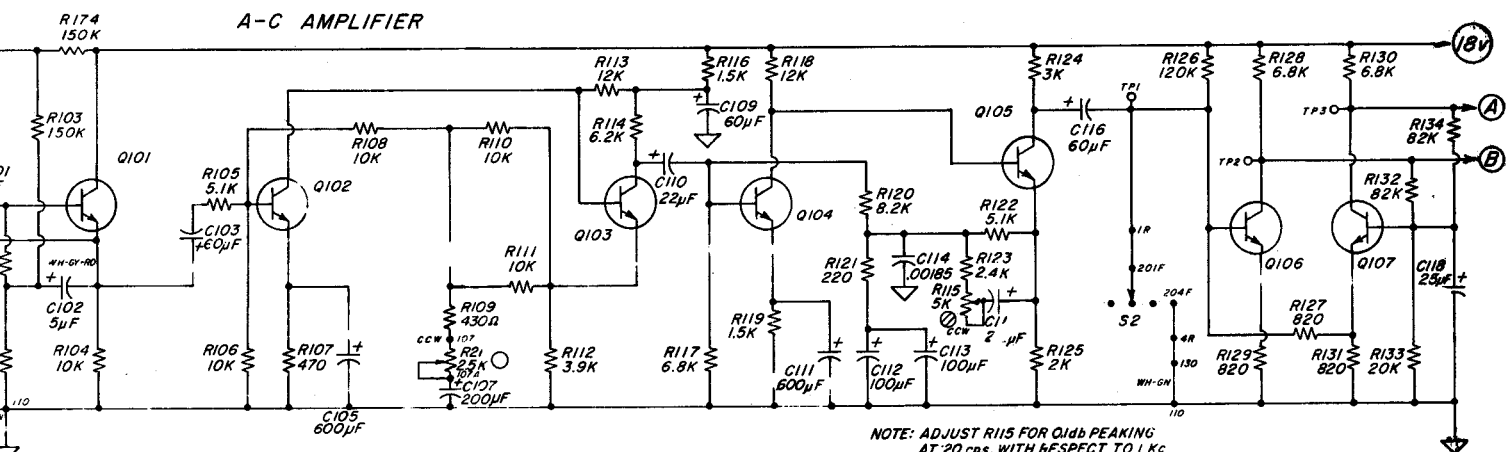 A-C AMPLIFIER
R174
150K
R103
150K
Q101
C102
5µF
WH-GY-RD
R104
10K
110
C103
60µF
+
R105
5.1K
R106
10K
Q102
R107
470
C105
600µF
+
R108
10K
R110
10K
R111
10K
R109
430Ω
CCW
107
R21
25K
107A
C107
200µF
+
R112
3.9K
R113
12K
R114
6.2K
Q103
C110
22µF
+
R116
1.5K
C109
60µF
+
R117
6.8K
R118
12K
Q104
R119
1.5K
C111
600µF
+
R120
8.2K
R121
220
C112
100µF
+
C113
100µF
+
C114
.00185
R122
5.1K
R123
2.4K
R115
5K
CCW
+
R124
3K
Q105
R125
2K
C116
60µF
+
TP1
1R
201F
S2
204F
4R
130
WH-GN
110
R126
120K
R128
6.8K
R130
6.8K
18V
TP3
A
R134
82K
TP2
B
R132
82K
Q106
Q107
R127
820
R129
820
R131
820
R133
20K
C118
25µF
+
NOTE: ADJUST R115 FOR 0.1db PEAKING
AT 20 cps. WITH RESPECT TO 1 Kc